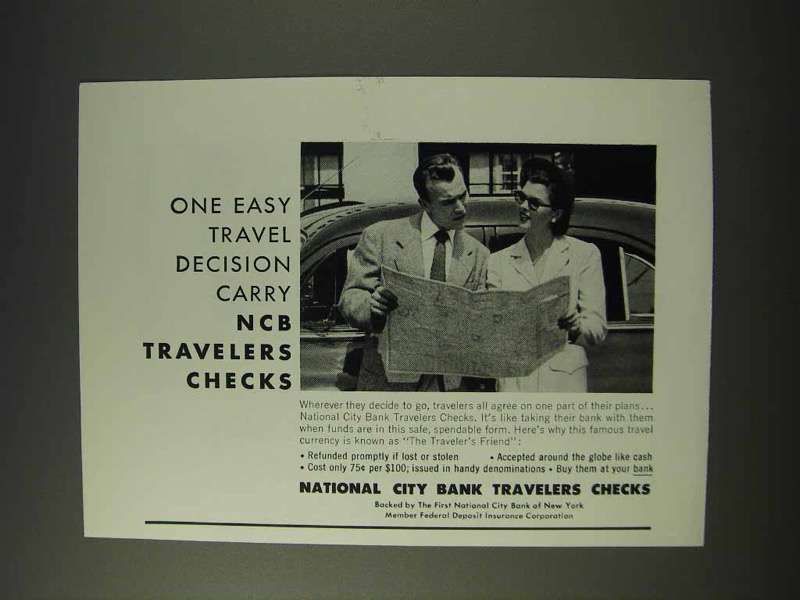 ONE EASY
TRAVEL
DECISION
CARRY
NCB
TRAVELERS
CHECKS
Wherever they decide to go, travelers all agree on one part of their plans...
National City Bank Travelers Checks. It's like taking their bank with them
when funds are in this safe, spendable form. Here's why this famous travel
currency is known as "The Traveler's Friend":
• Refunded promptly if lost or stolen • Accepted around the globe like cash
• Cost only 75¢ per $100; issued in handy denominations • Buy them at your bank
NATIONAL CITY BANK TRAVELERS CHECKS
Backed by The First National City Bank of New York
Member Federal Deposit Insurance Corporation